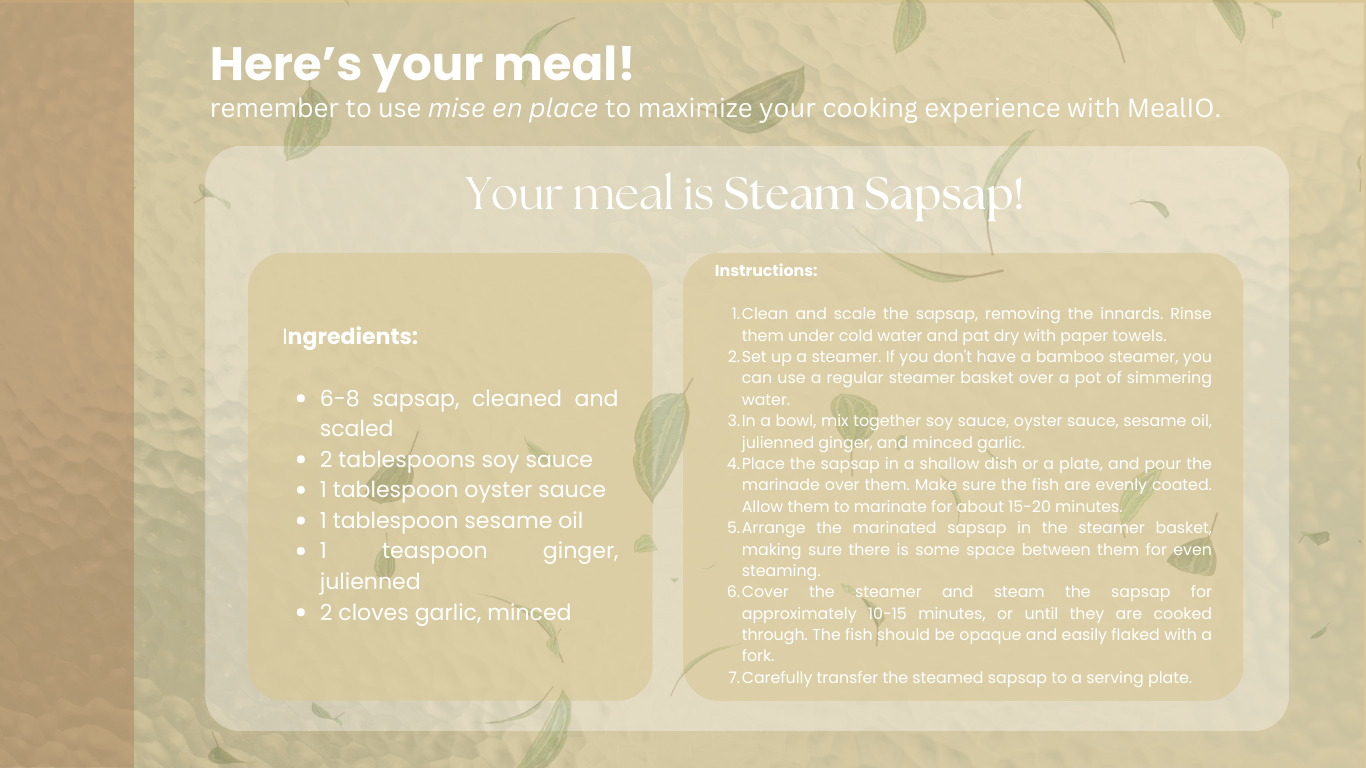 Here's your meal!
remember to use mise en place to maximize your cooking experience with MealIO.
Your meal is Steam Sapsap!
Ingredients:
• 6-8 sapsap, cleaned and
scaled
• 2 tablespoons soy sauce
• 1 tablespoon oyster sauce
• 1 tablespoon sesame oil
• 1 teaspoon ginger,
julienned
• 2 cloves garlic, minced
Instructions:
1. Clean and scale the sapsap, removing the innards. Rinse
them under cold water and pat dry with paper towels.
2. Set up a steamer. If you don't have a bamboo steamer, you
can use a regular steamer basket over a pot of simmering
water.
3. In a bowl, mix together soy sauce, oyster sauce, sesame oil,
julienned ginger, and minced garlic.
4. Place the sapsap in a shallow dish or a plate, and pour the
marinade over them. Make sure the fish are evenly coated.
Allow them to marinate for about 15-20 minutes.
5. Arrange the marinated sapsap in the steamer basket,
making sure there is some space between them for even
steaming.
6. Cover the steamer and steam the sapsap for
approximately 10-15 minutes, or until they are cooked
through. The fish should be opaque and easily flaked with a
fork.
7. Carefully transfer the steamed sapsap to a serving plate.